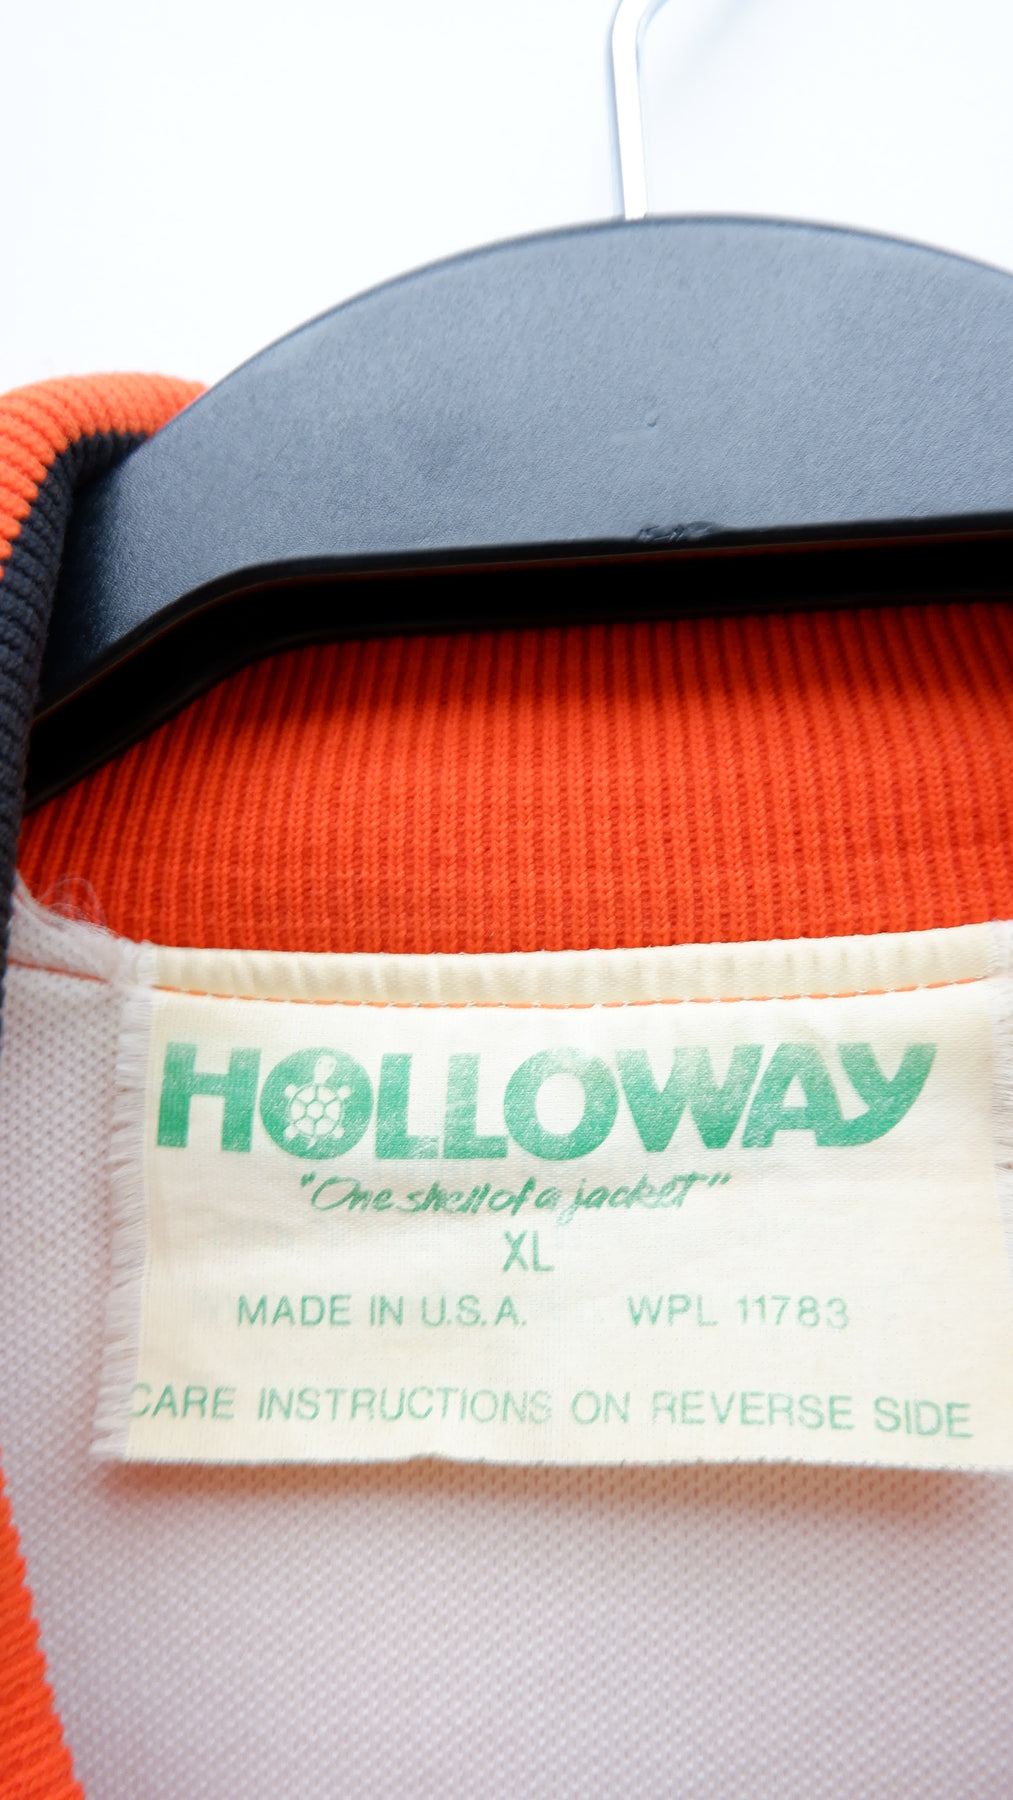 HOLLOWAY
"One shell of a jacket"
XL
MADE IN U.S.A. WPL 11783
CARE INSTRUCTIONS ON REVERSE SIDE